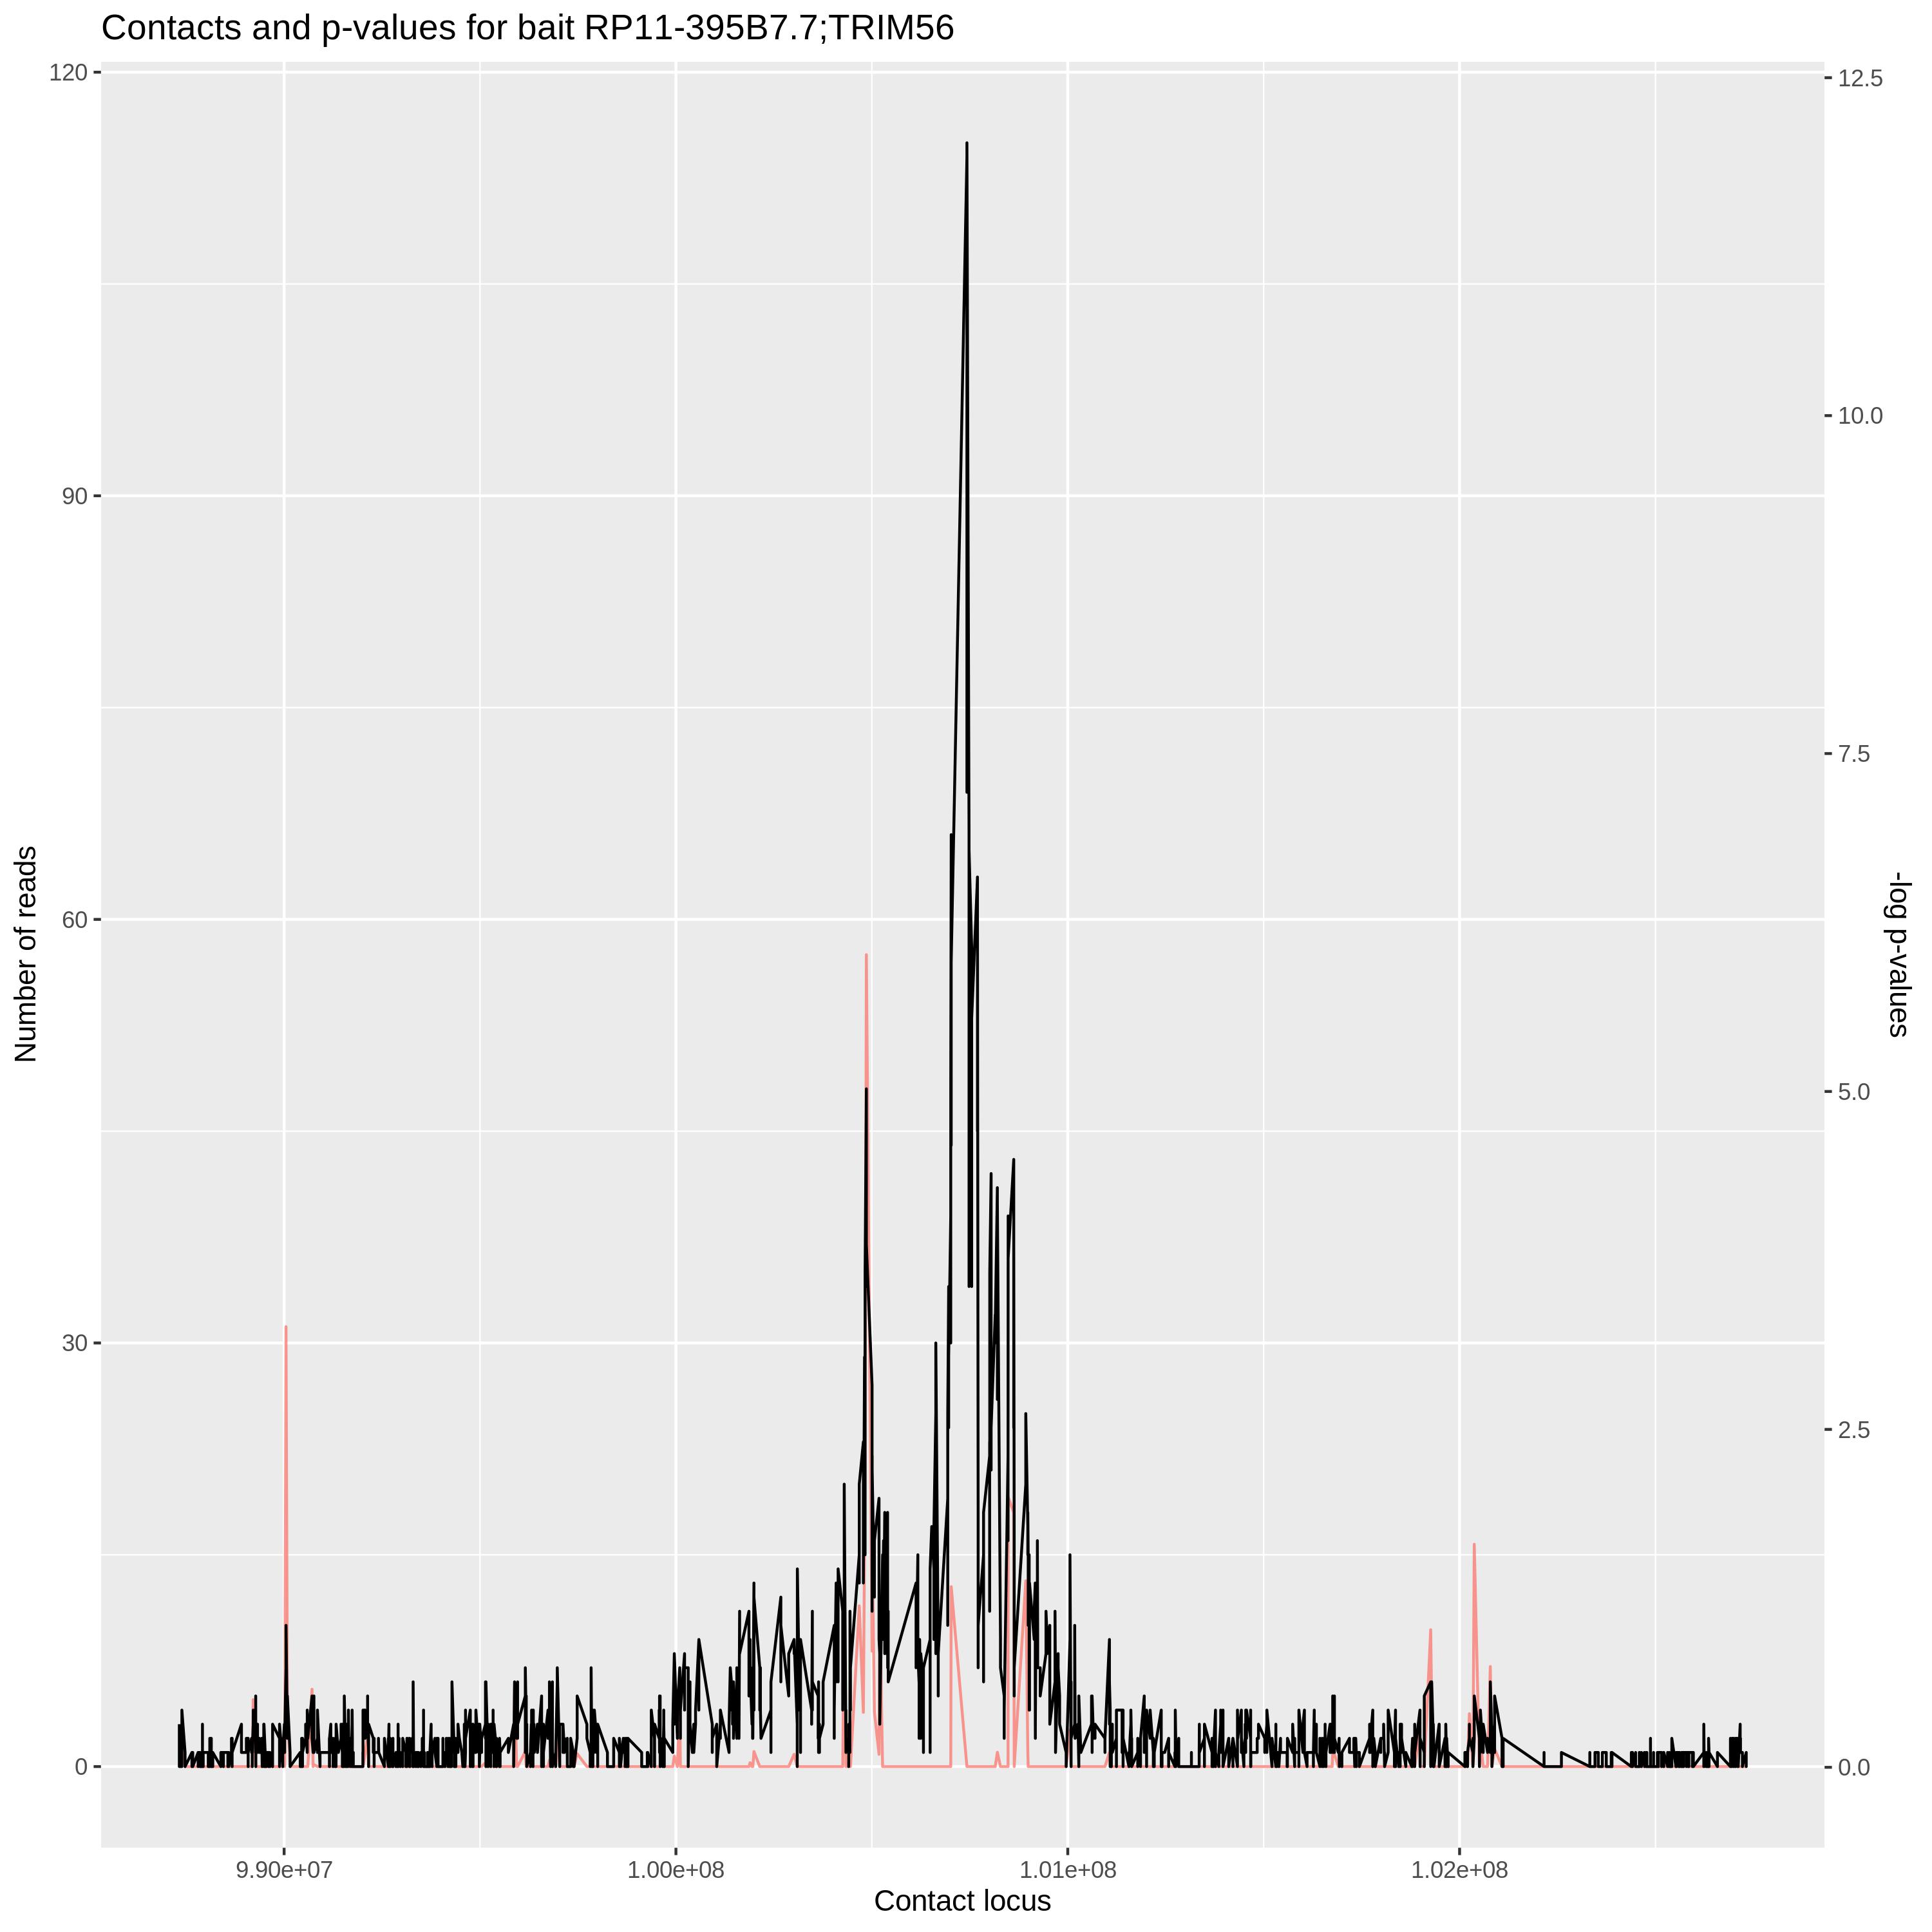 Contacts and p-values for bait RP11-395B7.7;TRIM56
120
90
60
30
0
Number of reads
12.5
10.0
7.5
5.0
2.5
0.0
-log p-values
9.90e+07 1.00e+08 1.01e+08 1.02e+08
Contact locus